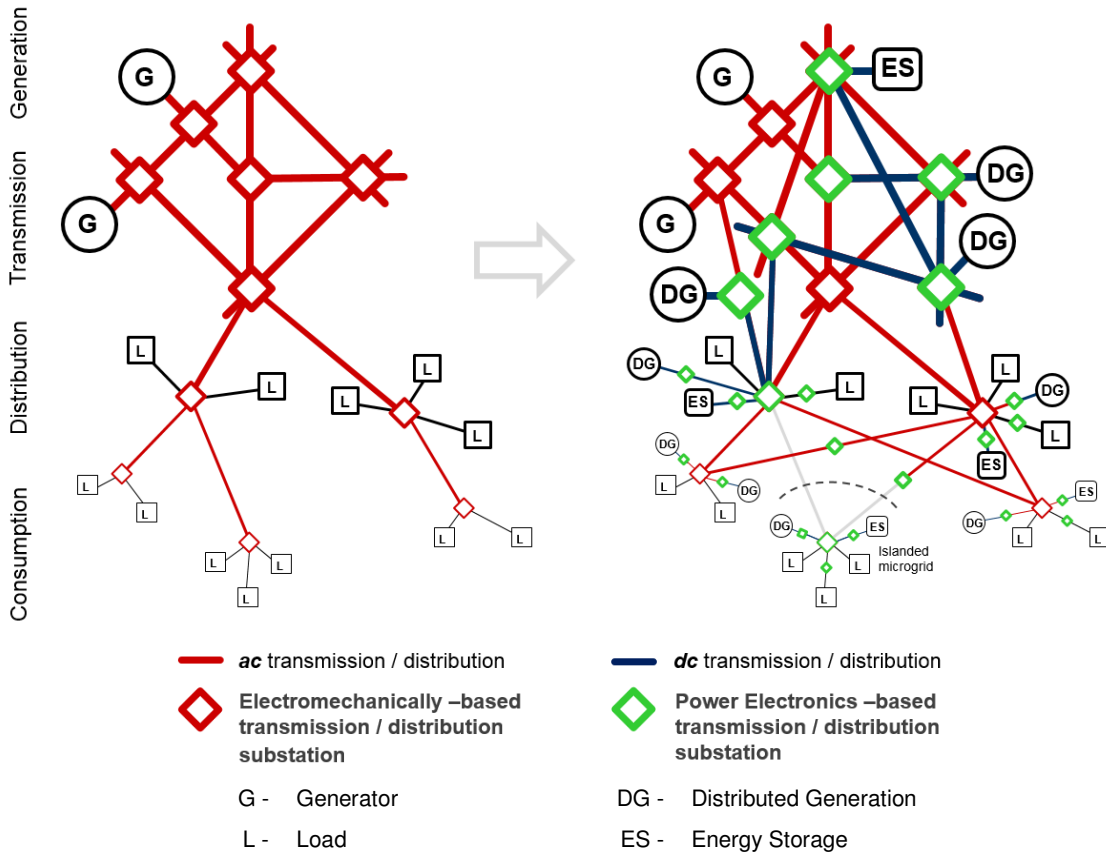 Generation
Transmission
Distribution
Consumption
G
G
L
L
L
L
L
L
L
L
L
L
L
L
L
G
ES
G
DG
DG
DG
DG
L
L
ES
L
L
DG
L
ES
DG
L
DG
L
ES
DG
L
L
DG
ES
L
L
L
Islanded
microgrid
ac transmission / distribution
Electromechanically –based
transmission / distribution
substation
G - Generator
L - Load
dc transmission / distribution
Power Electronics –based
transmission / distribution
substation
DG - Distributed Generation
ES - Energy Storage